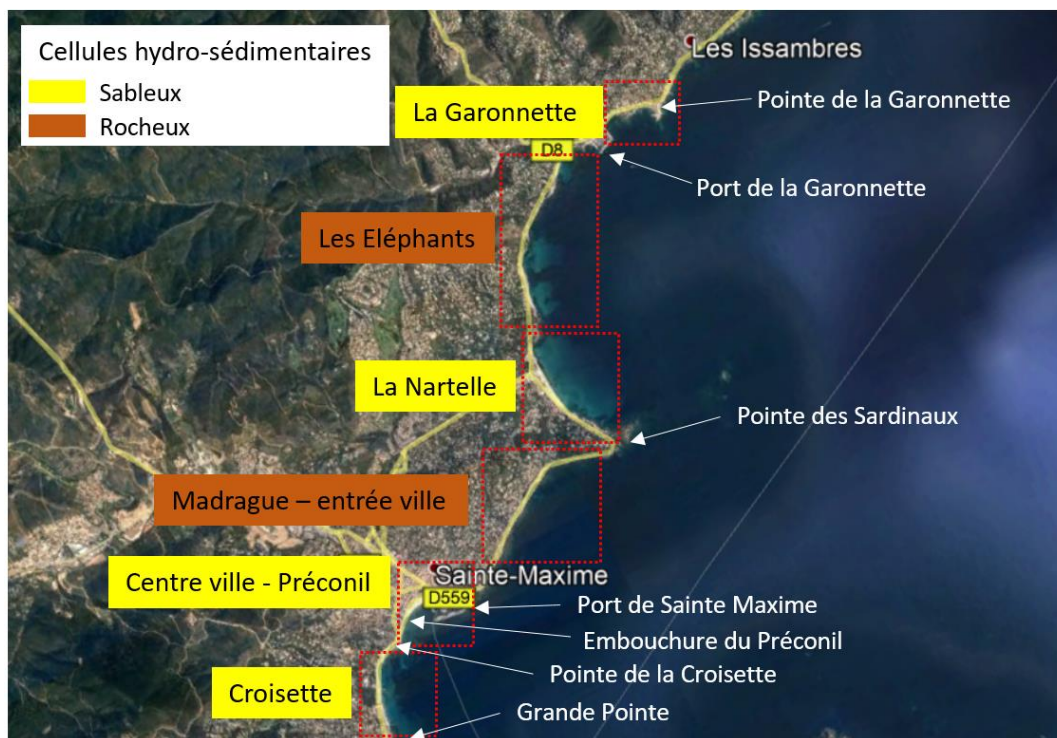 Cellules hydro-sédimentaires
Sableux
Rocheux
Les Issambres
La Garonnette
Pointe de la Garonnette
D8
Port de la Garonnette
Les Eléphants
La Nartelle
Pointe des Sardinaux
Madrague – entrée ville
Centre ville - Préconil
Sainte-Maxime
D559
Port de Sainte Maxime
Embouchure du Préconil
Pointe de la Croisette
Croisette
Grande Pointe